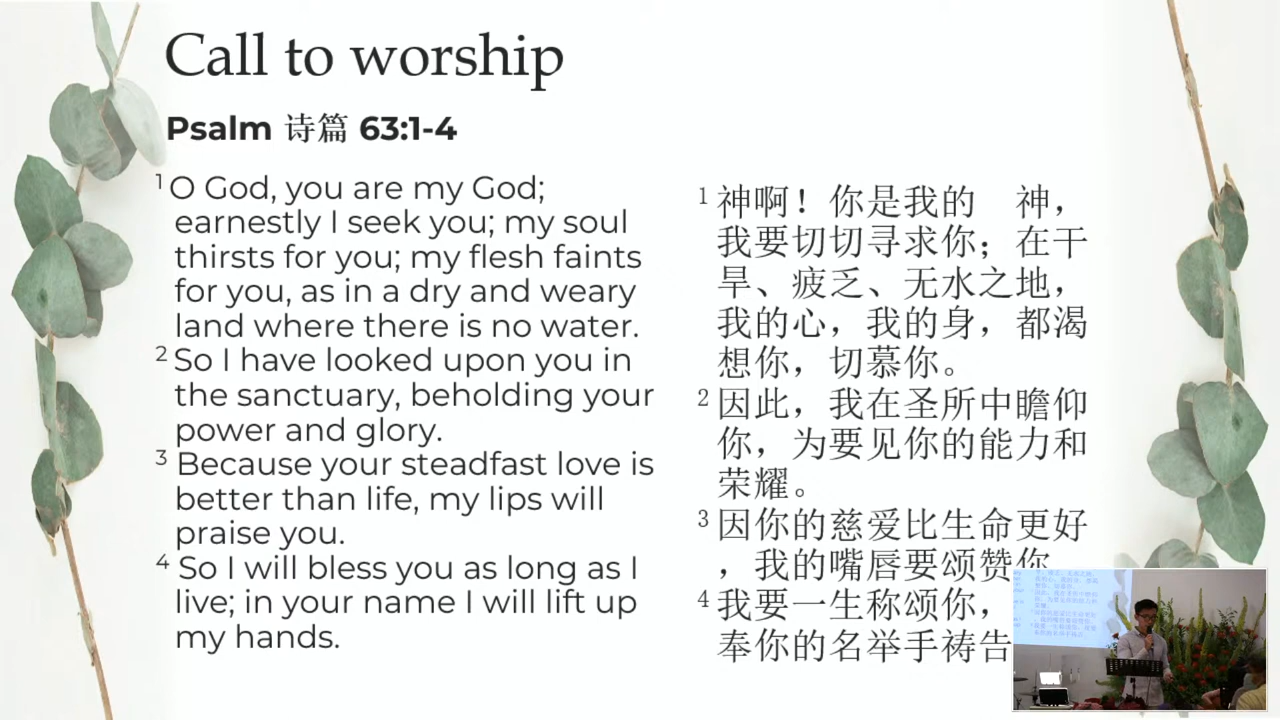 Call to worship
Psalm 诗篇 63:1-4
1 O God, you are my God;
earnestly I seek you; my soul
thirsts for you; my flesh faints
for you, as in a dry and weary
land where there is no water.
2 So I have looked upon you in
the sanctuary, beholding your
power and glory.
3 Because your steadfast love is
better than life, my lips will
praise you.
4 So I will bless you as long as I
live; in your name I will lift up
my hands.
1 神啊！你是我的　神，
我要切切寻求你；在干
旱、疲乏、无水之地，
我的心，我的身，都渴
想你，切慕你。
2 因此，我在圣所中瞻仰
你，为要见你的能力和
荣耀。
3 因你的慈爱比生命更好
，我的嘴唇要颂赞你
4 我要一生称颂你，
奉你的名举手祷告